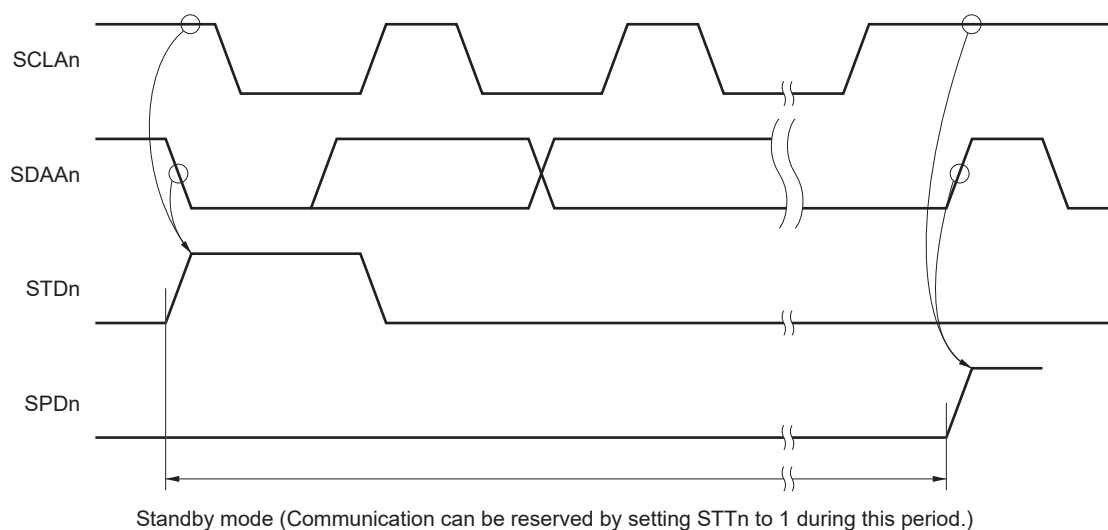 SCLAn
SDAAn
STDn
SPDn
Standby mode (Communication can be reserved by setting STTn to 1 during this period.)